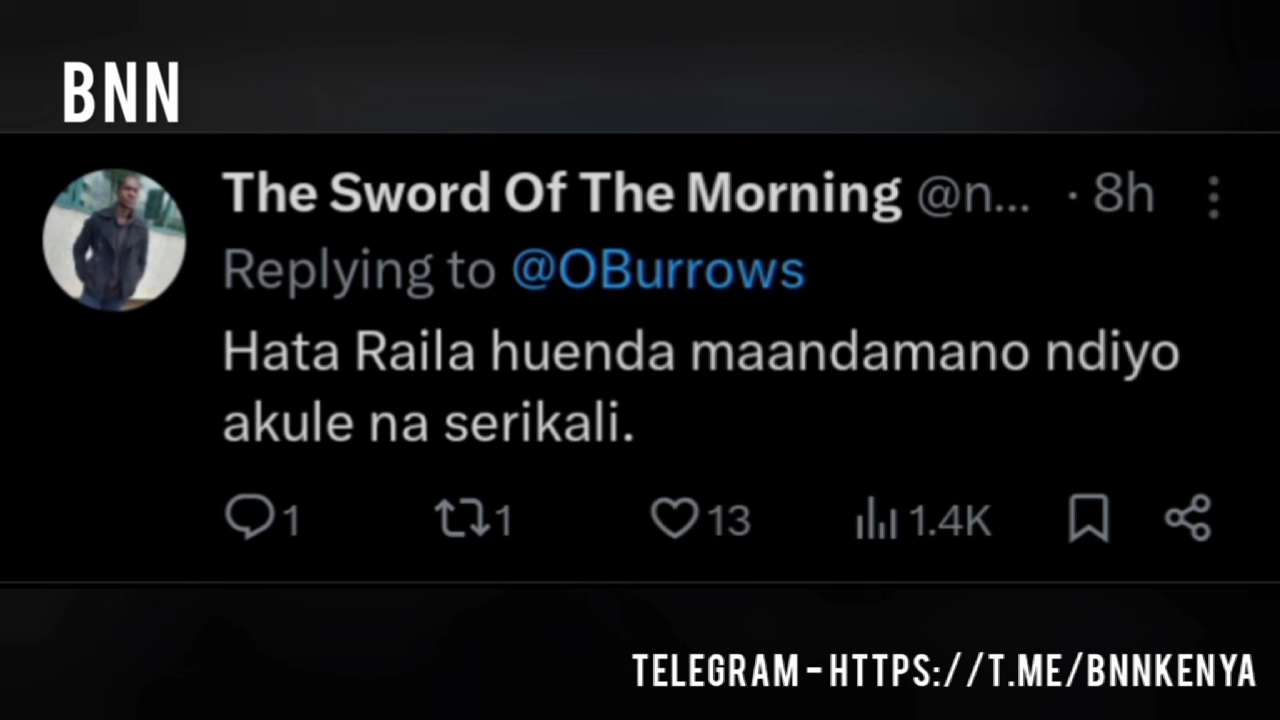 BNN
The Sword Of The Morning @n... · 8h
Replying to @OBurrows
Hata Raila huenda maandamano ndiyo
akule na serikali.
1 1 13 1.4K
TELEGRAM - HTTPS://T.ME/BNNKENYA